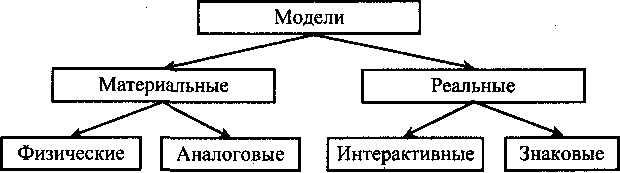 Модели
Материальные
Реальные
Физические
Аналоговые
Интерактивные
Знаковые